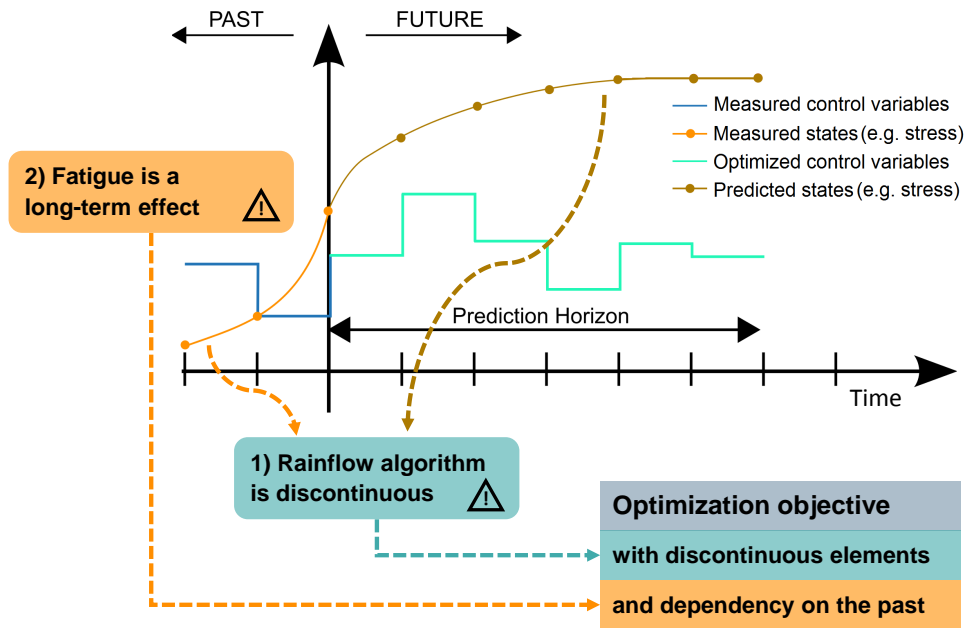 PAST
FUTURE
Measured control variables
Measured states (e.g. stress)
Optimized control variables
Predicted states (e.g. stress)
2) Fatigue is a
long-term effect
Prediction Horizon
Time
1) Rainflow algorithm
is discontinuous
Optimization objective
with discontinuous elements
and dependency on the past